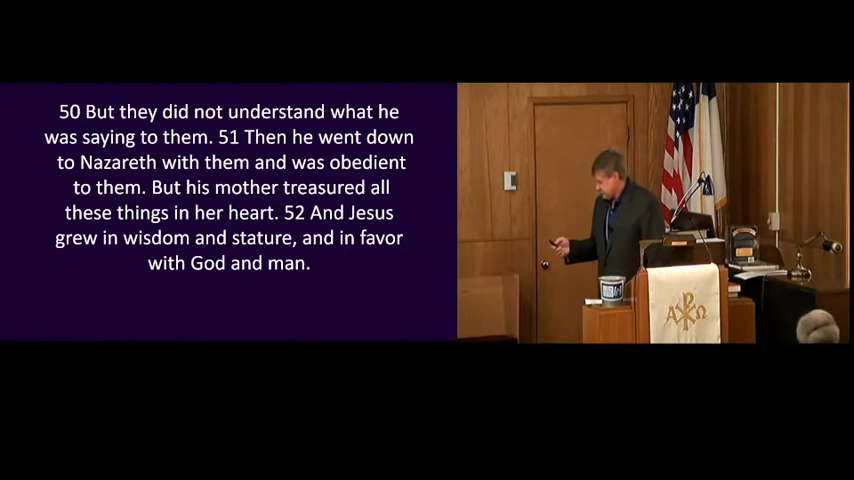 50 But they did not understand what he
was saying to them. 51 Then he went down
to Nazareth with them and was obedient
to them. But his mother treasured all
these things in her heart. 52 And Jesus
grew in wisdom and stature, and in favor
with God and man.
Α Ω